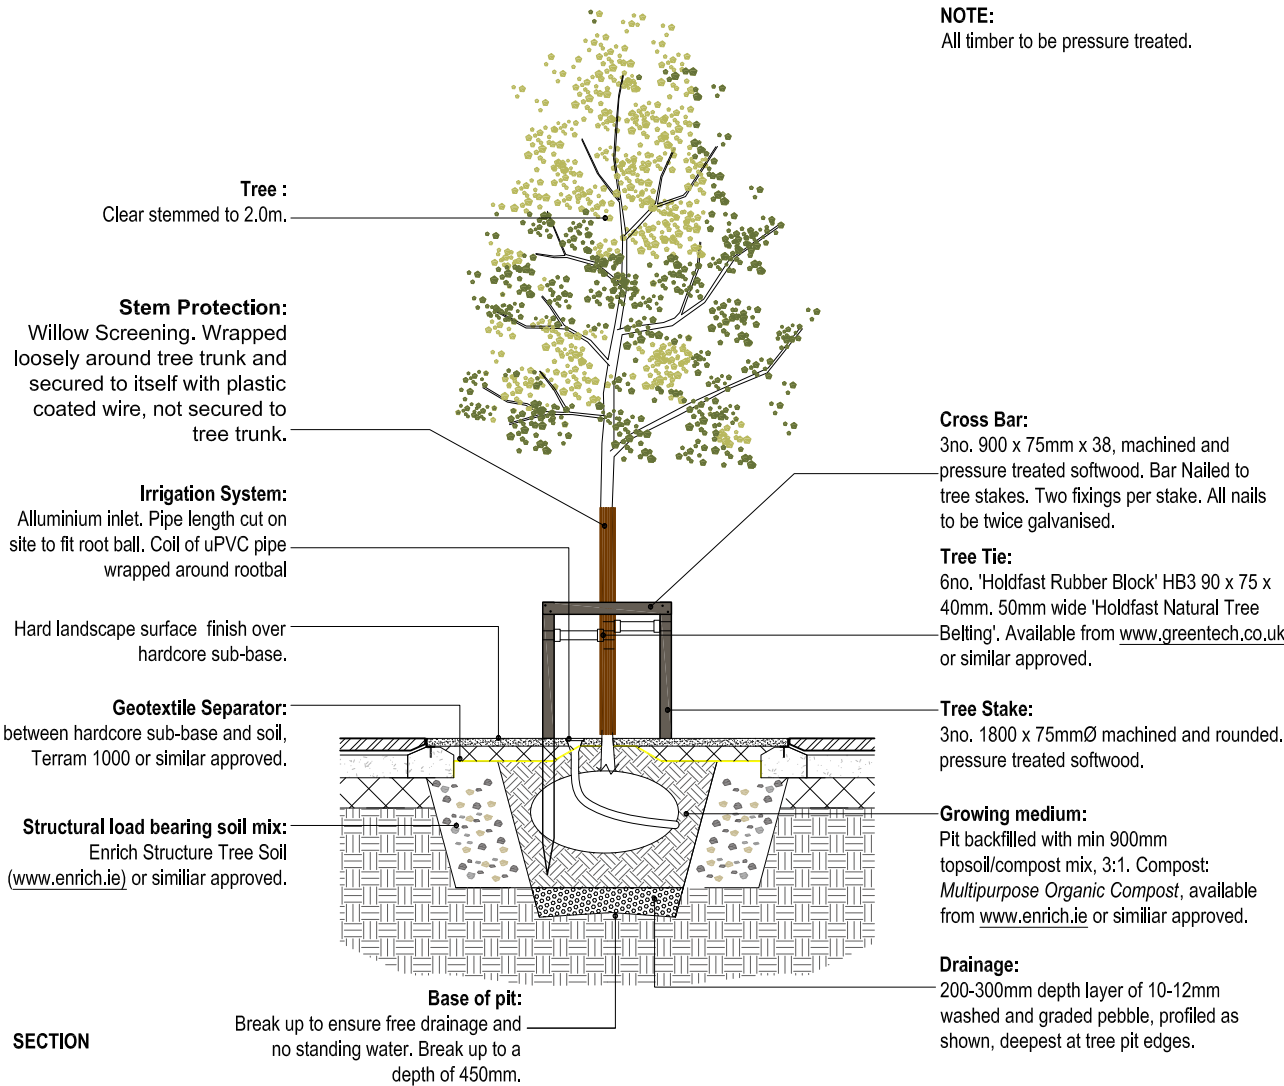 NOTE:
All timber to be pressure treated.
Tree :
Clear stemmed to 2.0m.
Stem Protection:
Willow Screening. Wrapped
loosely around tree trunk and
secured to itself with plastic
coated wire, not secured to
tree trunk.
Irrigation System:
Alluminium inlet. Pipe length cut on
site to fit root ball. Coil of uPVC pipe
wrapped around rootbal
Hard landscape surface finish over
hardcore sub-base.
Geotextile Separator:
between hardcore sub-base and soil,
Terram 1000 or similar approved.
Structural load bearing soil mix:
Enrich Structure Tree Soil
(www.enrich.ie) or similiar approved.
Base of pit:
Break up to ensure free drainage and
no standing water. Break up to a
depth of 450mm.
SECTION
Cross Bar:
3no. 900 x 75mm x 38, machined and
pressure treated softwood. Bar Nailed to
tree stakes. Two fixings per stake. All nails
to be twice galvanised.
Tree Tie:
6no. 'Holdfast Rubber Block' HB3 90 x 75 x
40mm. 50mm wide 'Holdfast Natural Tree
Belting'. Available from www.greentech.co.uk
or similar approved.
Tree Stake:
3no. 1800 x 75mmØ machined and rounded.
pressure treated softwood.
Growing medium:
Pit backfilled with min 900mm
topsoil/compost mix, 3:1. Compost:
Multipurpose Organic Compost, available
from www.enrich.ie or similiar approved.
Drainage:
200-300mm depth layer of 10-12mm
washed and graded pebble, profiled as
shown, deepest at tree pit edges.